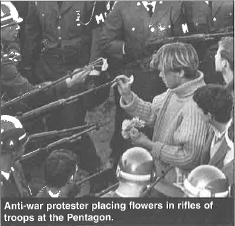 Anti-war protester placing flowers in rifles of
troops at the Pentagon.